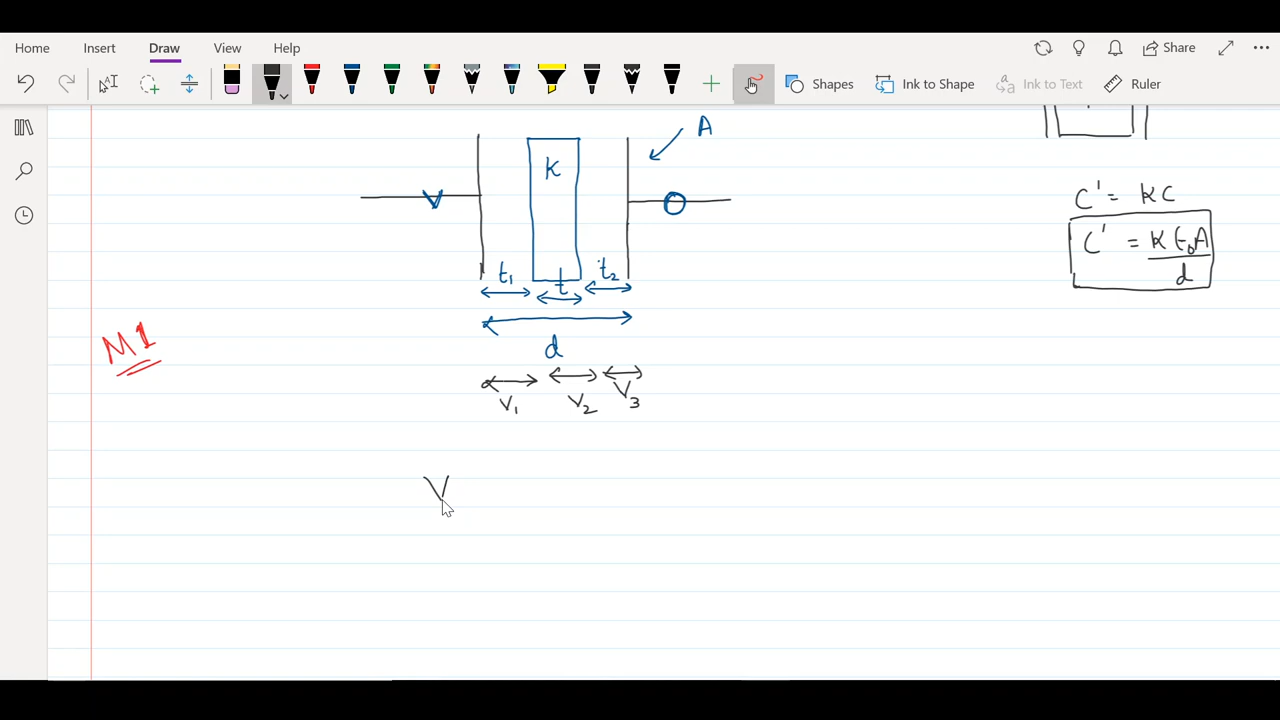 Home Insert Draw View Help Share
Shapes Ink to Shape Ink to Text Ruler
A
K
V
O
t₁ t t₂
d
V₁ V₂ V₃
M1
V
C' = KC
C' = K ϵ₀A
d